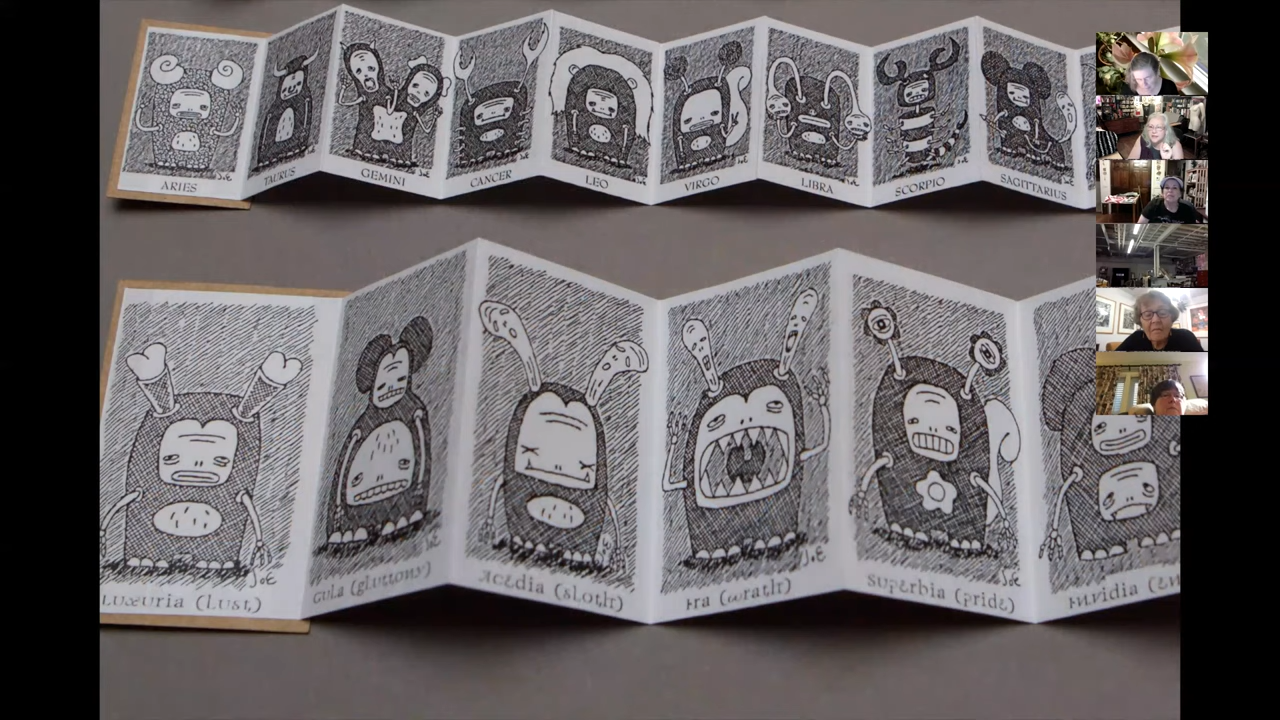 ARIES
TAURUS
GEMINI
CANCER
LEO
VIRGO
LIBRA
SCORPIO
SAGITTARIUS
Luxuria (Lust)
Gula (gluttony)
Acedia (sloth)
Ira (wrath)
Superbia (pride)
Invidia